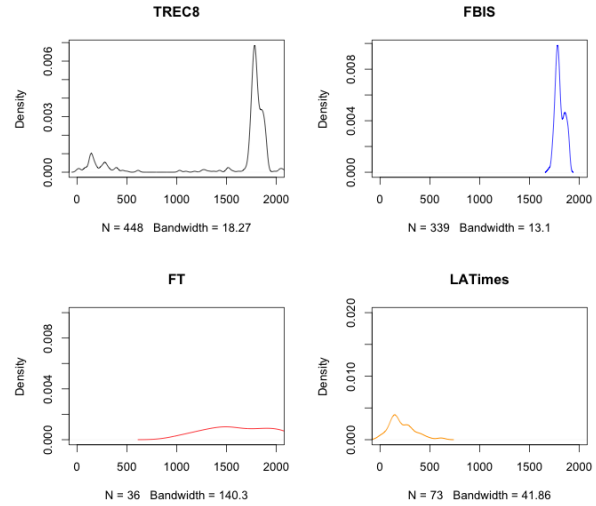 TREC8
FBIS
Density
0.000
0.003
0.006
0 500 1000 1500 2000
N = 448 Bandwidth = 18.27
Density
0.000
0.004
0.008
0 500 1000 1500 2000
N = 339 Bandwidth = 13.1
FT
LATimes
Density
0.000
0.004
0.008
0 500 1000 1500 2000
N = 36 Bandwidth = 140.3
Density
0.000
0.010
0.020
0 500 1000 1500 2000
N = 73 Bandwidth = 41.86